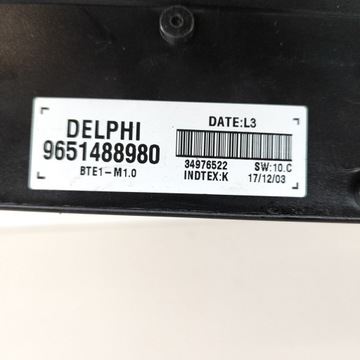 DELPHI
9651488980
BTE1-M1.0
DATE:L3
34976522 SW:10.C
INDTEX:K 17/12/03